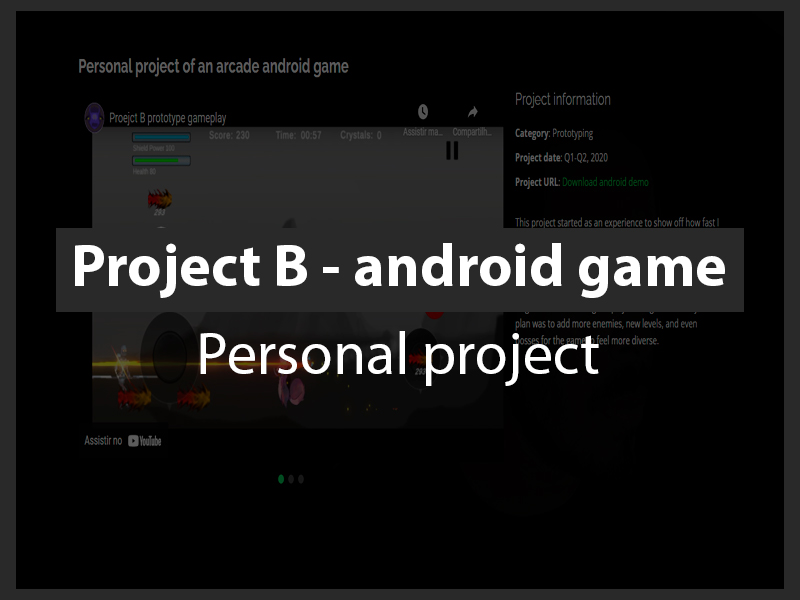 Personal project of an arcade android game
Proejct B prototype gameplay
Assistir ma... Compartilh...
Score: 230 Time: 00:57 Crystals: 0
Shield Power 100
Health 80
293
Project information
Category: Prototyping
Project date: Q1-Q2, 2020
Project URL: Download android demo
This project started as an experience to show off how fast I
Project B - android game
plan was to add more enemies, new levels, and even
bosses for the game to feel more diverse.
Personal project
Assistir no YouTube